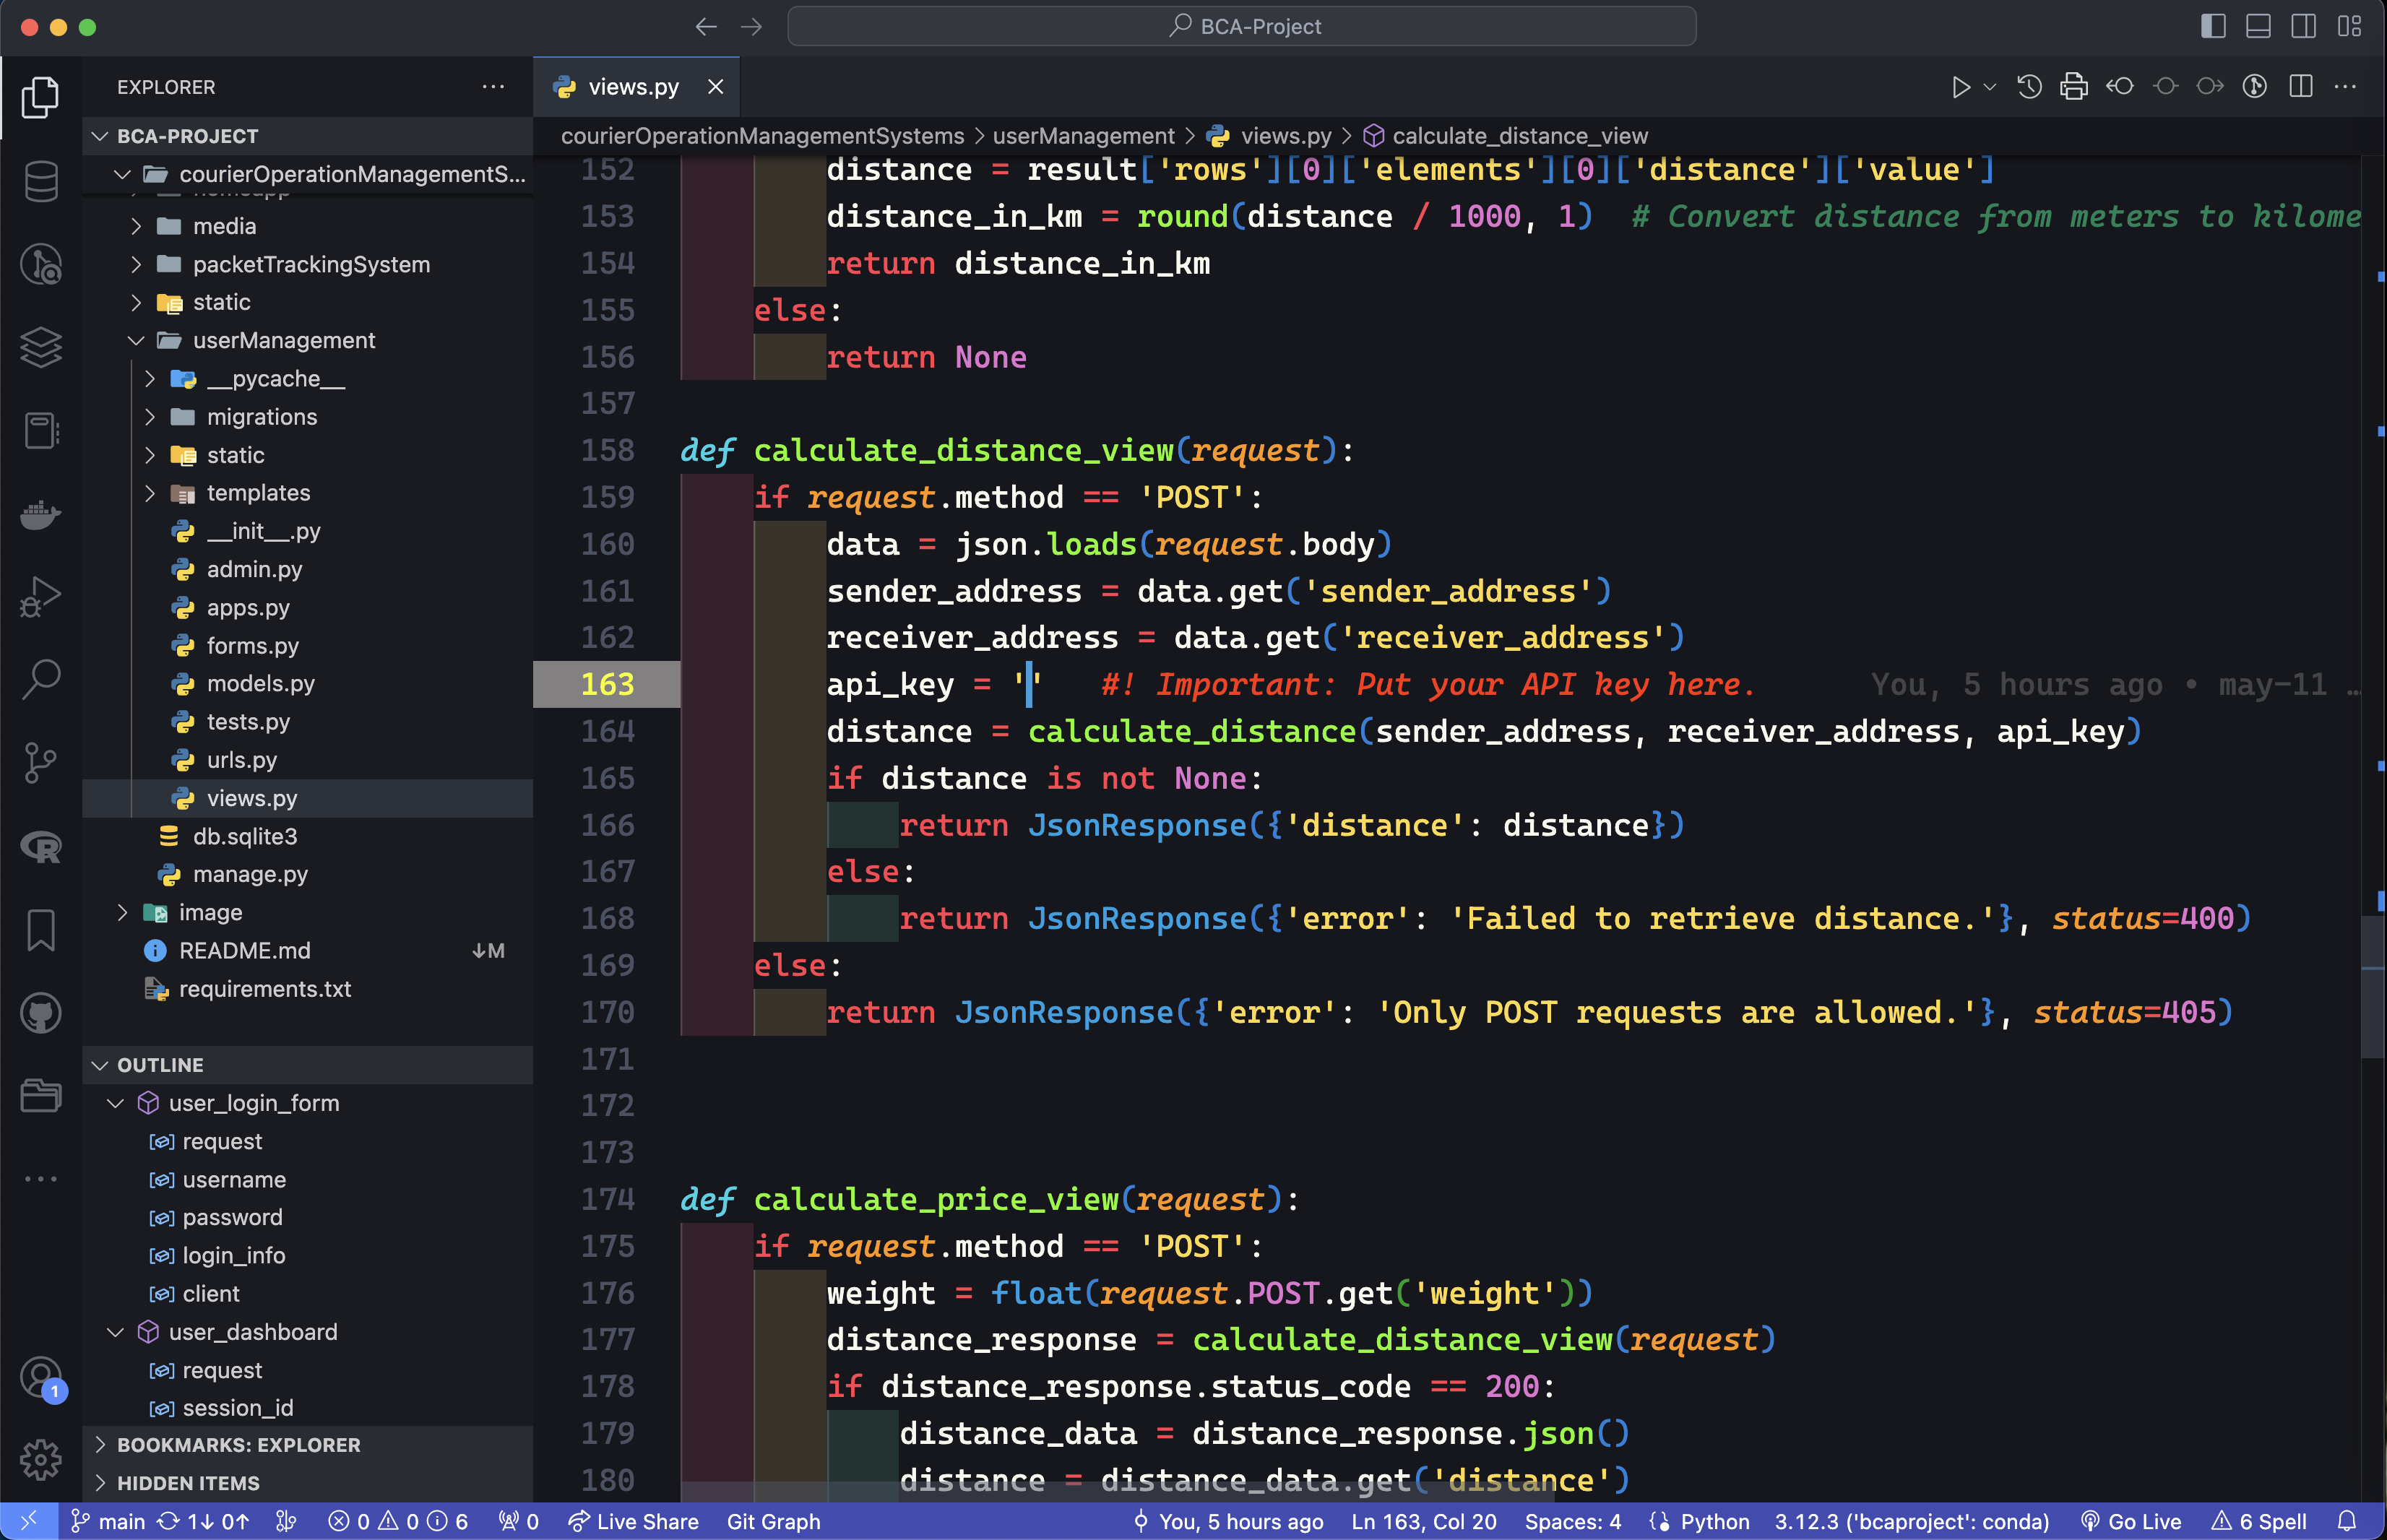 BCA-Project
EXPLORER
views.py
BCA-PROJECT
courierOperationManagementSystems > userManagement > views.py > calculate_distance_view
courierOperationManagementS...
homeapp
media
packetTrackingSystem
static
userManagement
__pycache__
migrations
static
templates
__init__.py
admin.py
apps.py
forms.py
models.py
tests.py
urls.py
views.py
db.sqlite3
manage.py
image
README.md ↓M
requirements.txt
OUTLINE
user_login_form
request
username
password
login_info
client
user_dashboard
request
session_id
BOOKMARKS: EXPLORER
HIDDEN ITEMS
1
152 distance = result['rows'][0]['elements'][0]['distance']['value']
153 distance_in_km = round(distance / 1000, 1)  # Convert distance from meters to kilome
154 return distance_in_km
155 else:
156 return None
157
158 def calculate_distance_view(request):
159 if request.method == 'POST':
160 data = json.loads(request.body)
161 sender_address = data.get('sender_address')
162 receiver_address = data.get('receiver_address')
163 api_key = ''   #! Important: Put your API key here. You, 5 hours ago • may-11 …
164 distance = calculate_distance(sender_address, receiver_address, api_key)
165 if distance is not None:
166 return JsonResponse({'distance': distance})
167 else:
168 return JsonResponse({'error': 'Failed to retrieve distance.'}, status=400)
169 else:
170 return JsonResponse({'error': 'Only POST requests are allowed.'}, status=405)
171
172
173
174 def calculate_price_view(request):
175 if request.method == 'POST':
176 weight = float(request.POST.get('weight'))
177 distance_response = calculate_distance_view(request)
178 if distance_response.status_code == 200:
179 distance_data = distance_response.json()
180 distance = distance_data.get('distance')
main 1↓ 0↑ 0 0 6 0 Live Share Git Graph You, 5 hours ago Ln 163, Col 20 Spaces: 4 Python 3.12.3 ('bcaproject': conda) Go Live 6 Spell